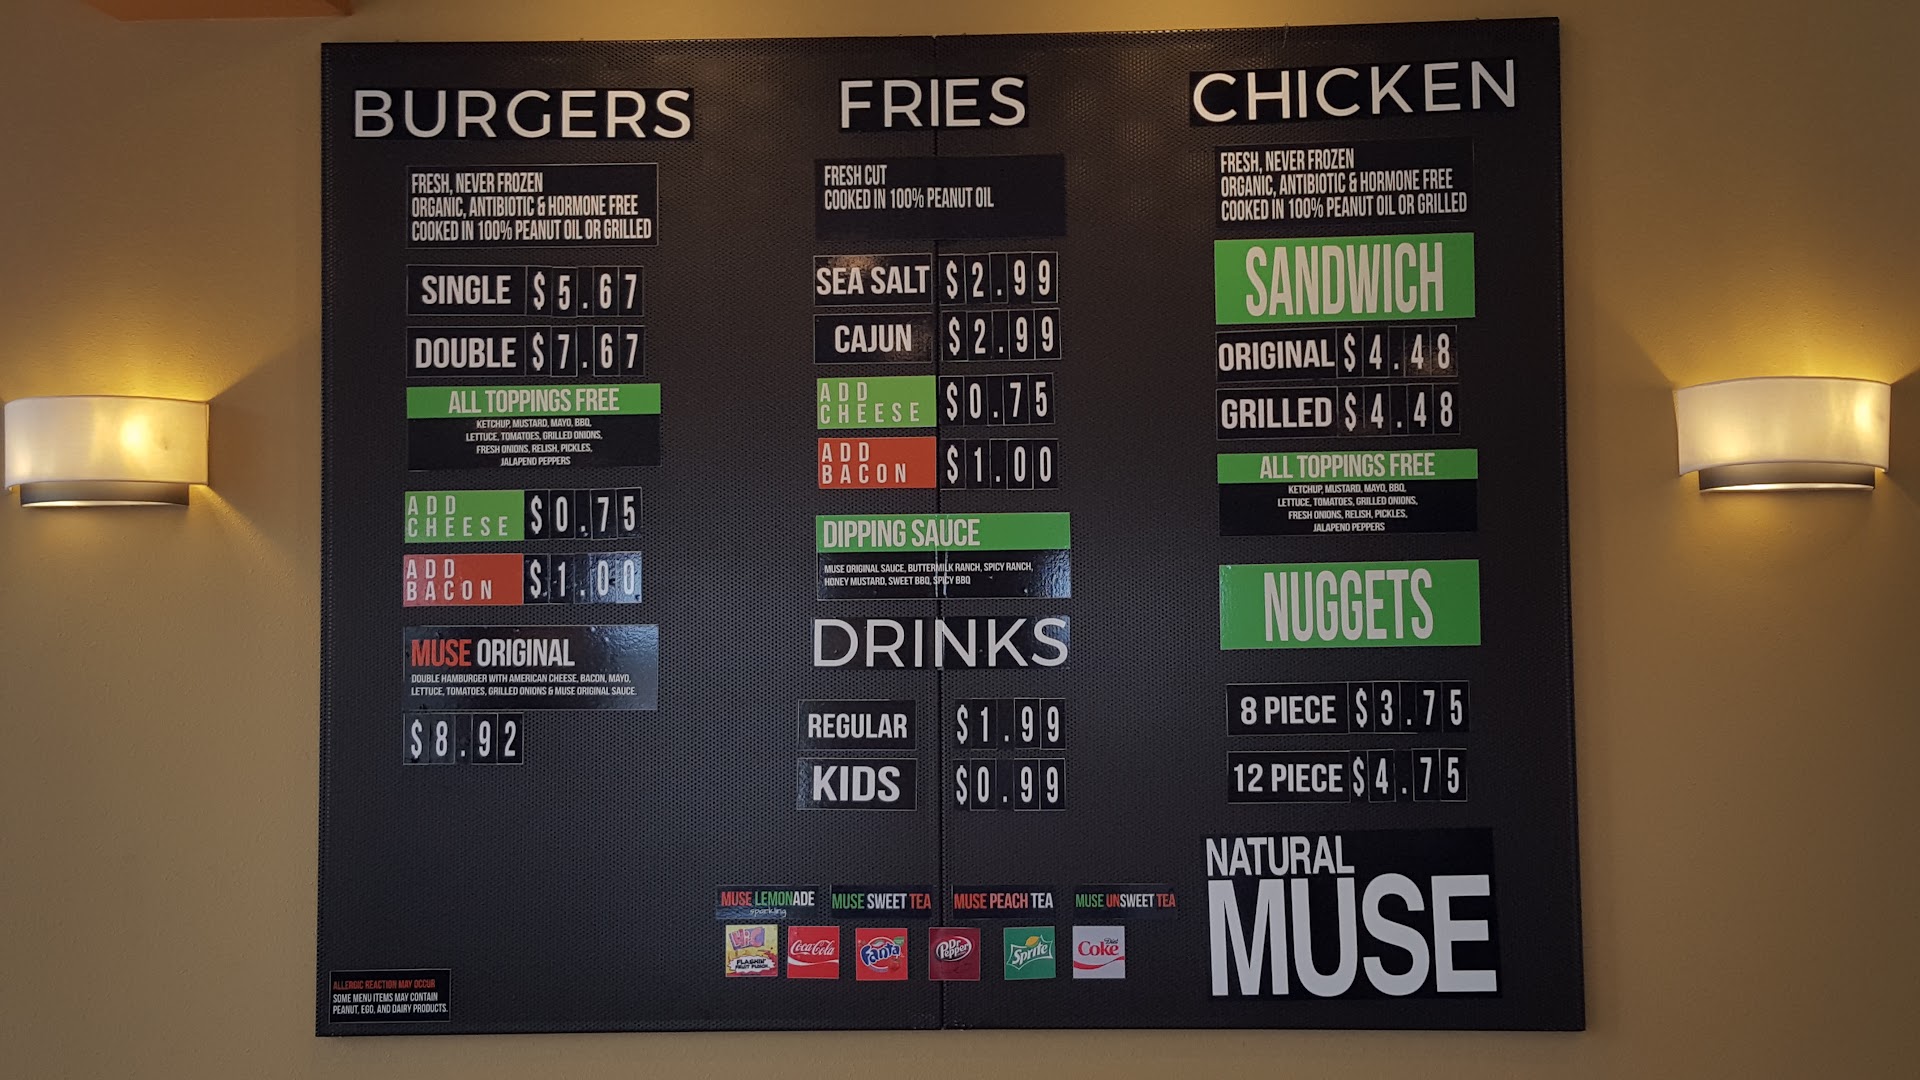 BURGERS
FRESH, NEVER FROZEN
ORGANIC, ANTIBIOTIC & HORMONE FREE
COOKED IN 100% PEANUT OIL OR GRILLED
SINGLE $5.67
DOUBLE $7.67
ALL TOPPINGS FREE
KETCHUP, MUSTARD, MAYO, BBQ,
LETTUCE, TOMATOES, GRILLED ONIONS,
FRESH ONIONS, RELISH, PICKLES,
JALAPENO PEPPERS
ADD
CHEESE $0.75
ADD
BACON $1.00
MUSE ORIGINAL
DOUBLE HAMBURGER WITH AMERICAN CHEESE, BACON, MAYO,
LETTUCE, TOMATOES, GRILLED ONIONS & MUSE ORIGINAL SAUCE.
$8.92
ALLERGIC REACTION MAY OCCUR
SOME MENU ITEMS MAY CONTAIN
PEANUT, EGG, AND DAIRY PRODUCTS.
FRIES
FRESH CUT
COOKED IN 100% PEANUT OIL
SEA SALT $2.99
CAJUN $2.99
ADD
CHEESE $0.75
ADD
BACON $1.00
DIPPING SAUCE
MUSE ORIGINAL SAUCE, BUTTERMILK RANCH, SPICY RANCH,
HONEY MUSTARD, SWEET BBQ, SPICY BBQ
DRINKS
REGULAR $1.99
KIDS $0.99
MUSE LEMONADE
sparkling
MUSE SWEET TEA
MUSE PEACH TEA
MUSE UNSWEET TEA
FLASHIN'
FRUIT PUNCH
Coca-Cola
Fanta
Dr Pepper
Sprite
Diet
Coke
CHICKEN
FRESH, NEVER FROZEN
ORGANIC, ANTIBIOTIC & HORMONE FREE
COOKED IN 100% PEANUT OIL OR GRILLED
SANDWICH
ORIGINAL $4.48
GRILLED $4.48
ALL TOPPINGS FREE
KETCHUP, MUSTARD, MAYO, BBQ,
LETTUCE, TOMATOES, GRILLED ONIONS,
FRESH ONIONS, RELISH, PICKLES,
JALAPENO PEPPERS
NUGGETS
8 PIECE $3.75
12 PIECE $4.75
NATURAL
MUSE